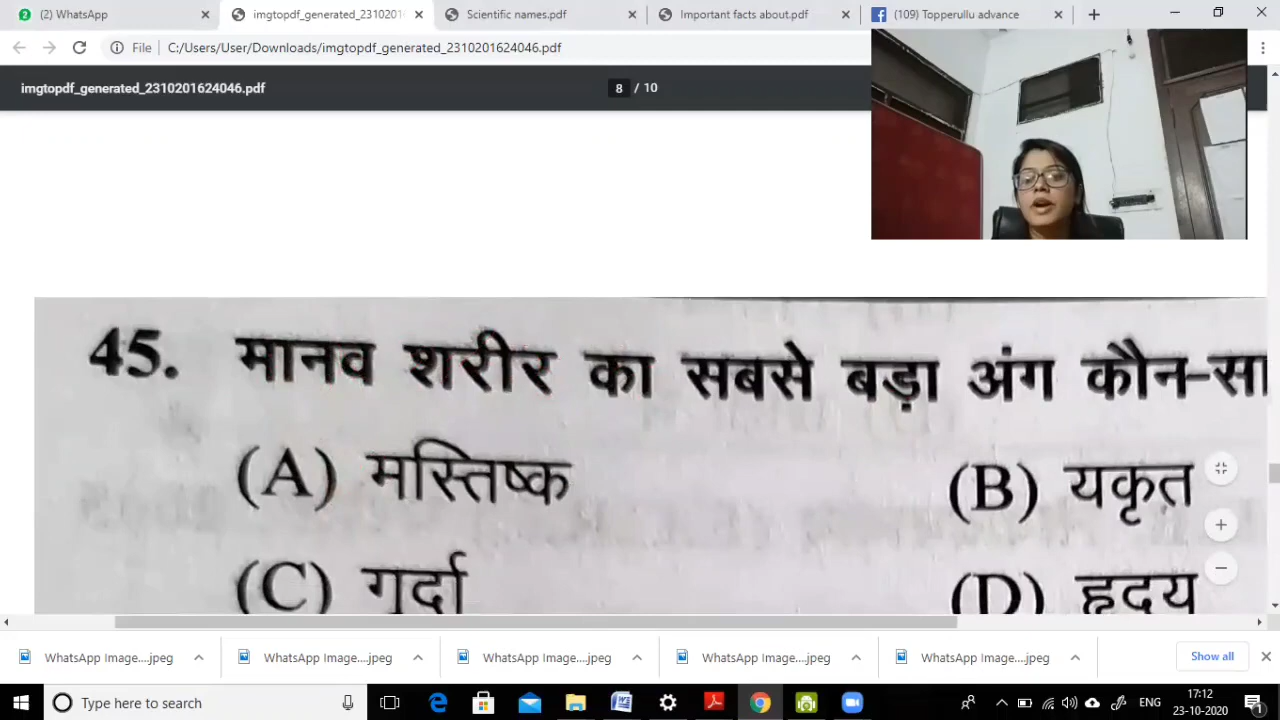 (2) WhatsApp
imgtopdf_generated_2310201
Scientific names.pdf
Important facts about.pdf
(109) Topperullu advance
File C:/Users/User/Downloads/imgtopdf_generated_2310201624046.pdf
imgtopdf_generated_2310201624046.pdf 8 / 10
45. मानव शरीर का सबसे बड़ा अंग कौन-सा
(A) मस्तिष्क (B) यकृत
(C) गुर्दा (D) हृदय
WhatsApp Image....jpeg WhatsApp Image....jpeg WhatsApp Image....jpeg WhatsApp Image....jpeg WhatsApp Image....jpeg Show all
Type here to search ENG 17:12
23-10-2020